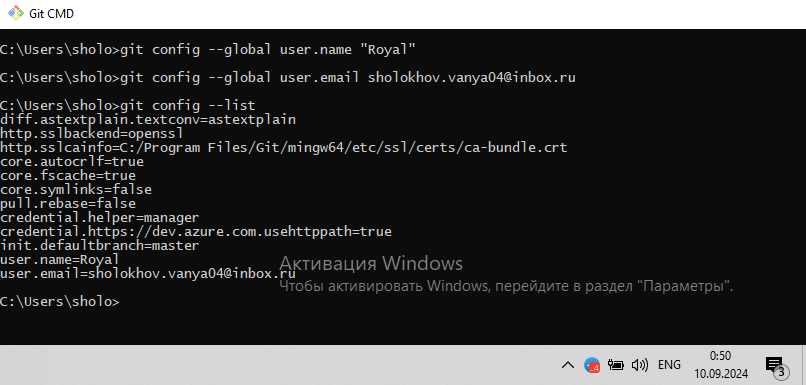 Git CMD
C:\Users\sholo>git config --global user.name "Royal"
C:\Users\sholo>git config --global user.email sholokhov.vanya04@inbox.ru
C:\Users\sholo>git config --list
diff.astextplain.textconv=astextplain
http.sslbackend=openssl
http.sslcainfo=C:/Program Files/Git/mingw64/etc/ssl/certs/ca-bundle.crt
core.autocrlf=true
core.fscache=true
core.symlinks=false
pull.rebase=false
credential.helper=manager
credential.https://dev.azure.com.usehttppath=true
init.defaultbranch=master
user.name=Royal
user.email=sholokhov.vanya04@inbox.ru
C:\Users\sholo>
Активация Windows
Чтобы активировать Windows, перейдите в раздел "Параметры".
4
ENG
0:50
10.09.2024
3